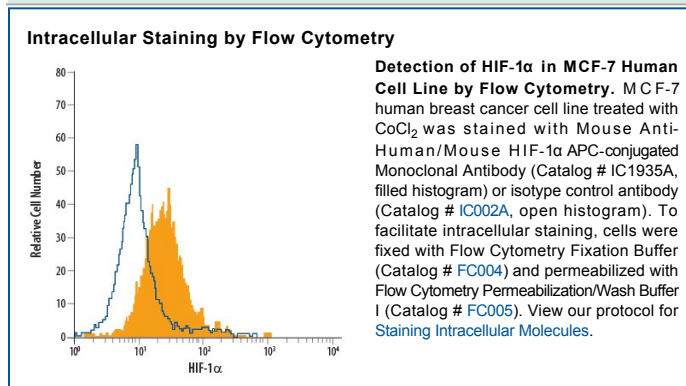 Intracellular Staining by Flow Cytometry
80
70
60
50
40
30
20
10
0
Relative Cell Number
10⁰
10¹
10²
10³
10⁴
HIF-1α
Detection of HIF-1α in MCF-7 Human
Cell Line by Flow Cytometry. MCF-7
human breast cancer cell line treated with
CoCl₂ was stained with Mouse Anti-
Human/Mouse HIF-1α APC-conjugated
Monoclonal Antibody (Catalog # IC1935A,
filled histogram) or isotype control antibody
(Catalog # IC002A, open histogram). To
facilitate intracellular staining, cells were
fixed with Flow Cytometry Fixation Buffer
(Catalog # FC004) and permeabilized with
Flow Cytometry Permeabilization/Wash Buffer
I (Catalog # FC005). View our protocol for
Staining Intracellular Molecules.